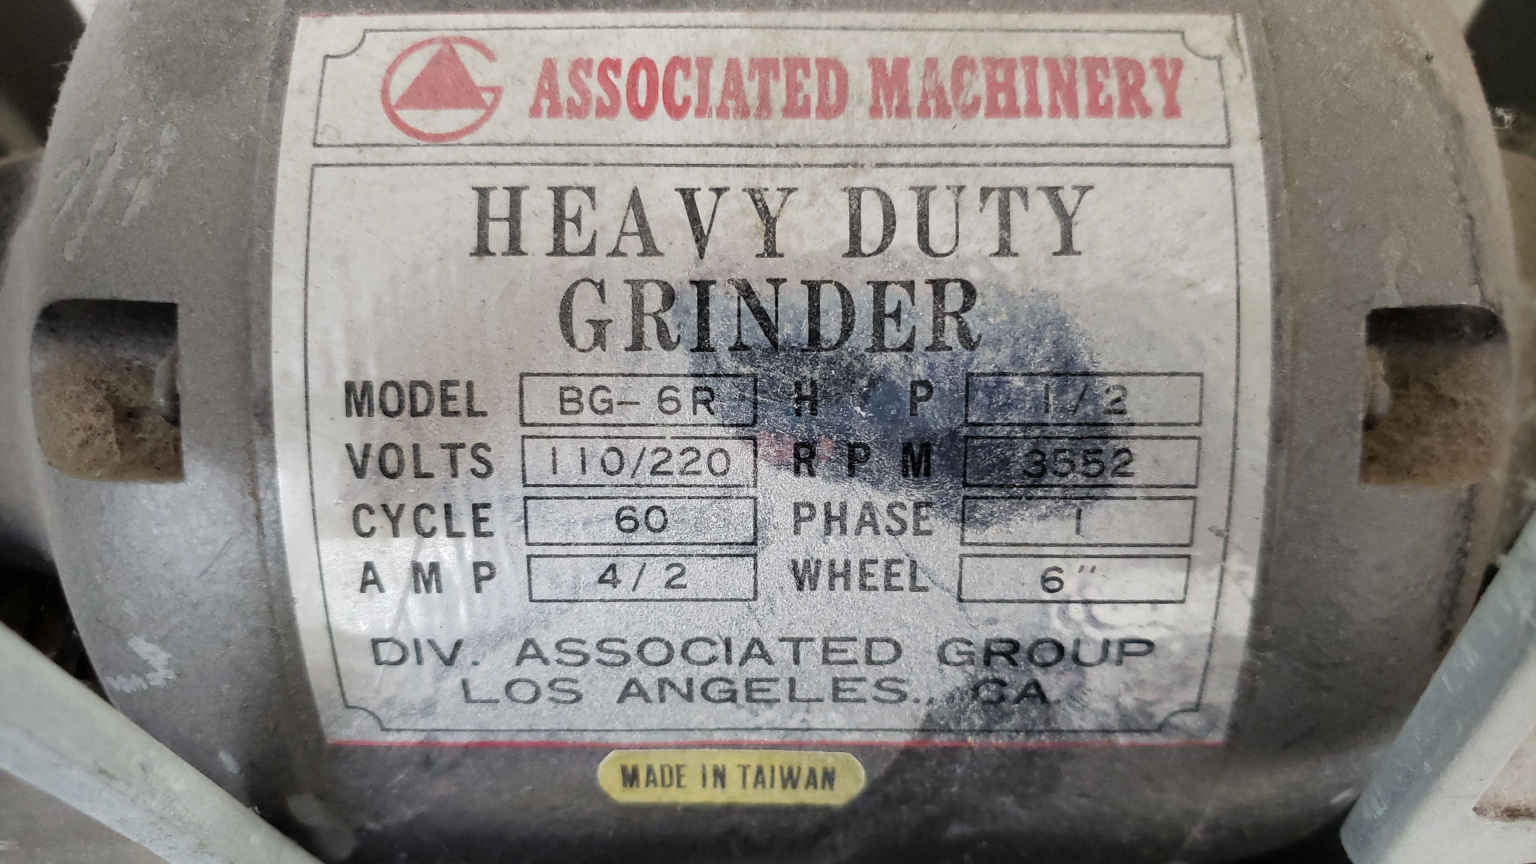 ASSOCIATED MACHINERY
HEAVY DUTY
GRINDER
MODEL BG-6R H P 1/2
VOLTS 110/220 R P M 3552
CYCLE 60 PHASE 1
A M P 4/2 WHEEL 6"
DIV. ASSOCIATED GROUP
LOS ANGELES., CA.
MADE IN TAIWAN